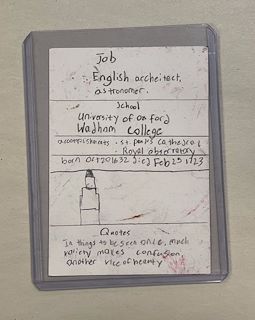 Job
English archeitect,
astronomer.
School
University of oxford
Wadham College
accomplishments . st. pauls Cathedral
. Royal observatory
born oct 20 1632 died Feb 25 1723
Quotes
In things to be seen once, much
variety makes confusion,
another vice of beauty